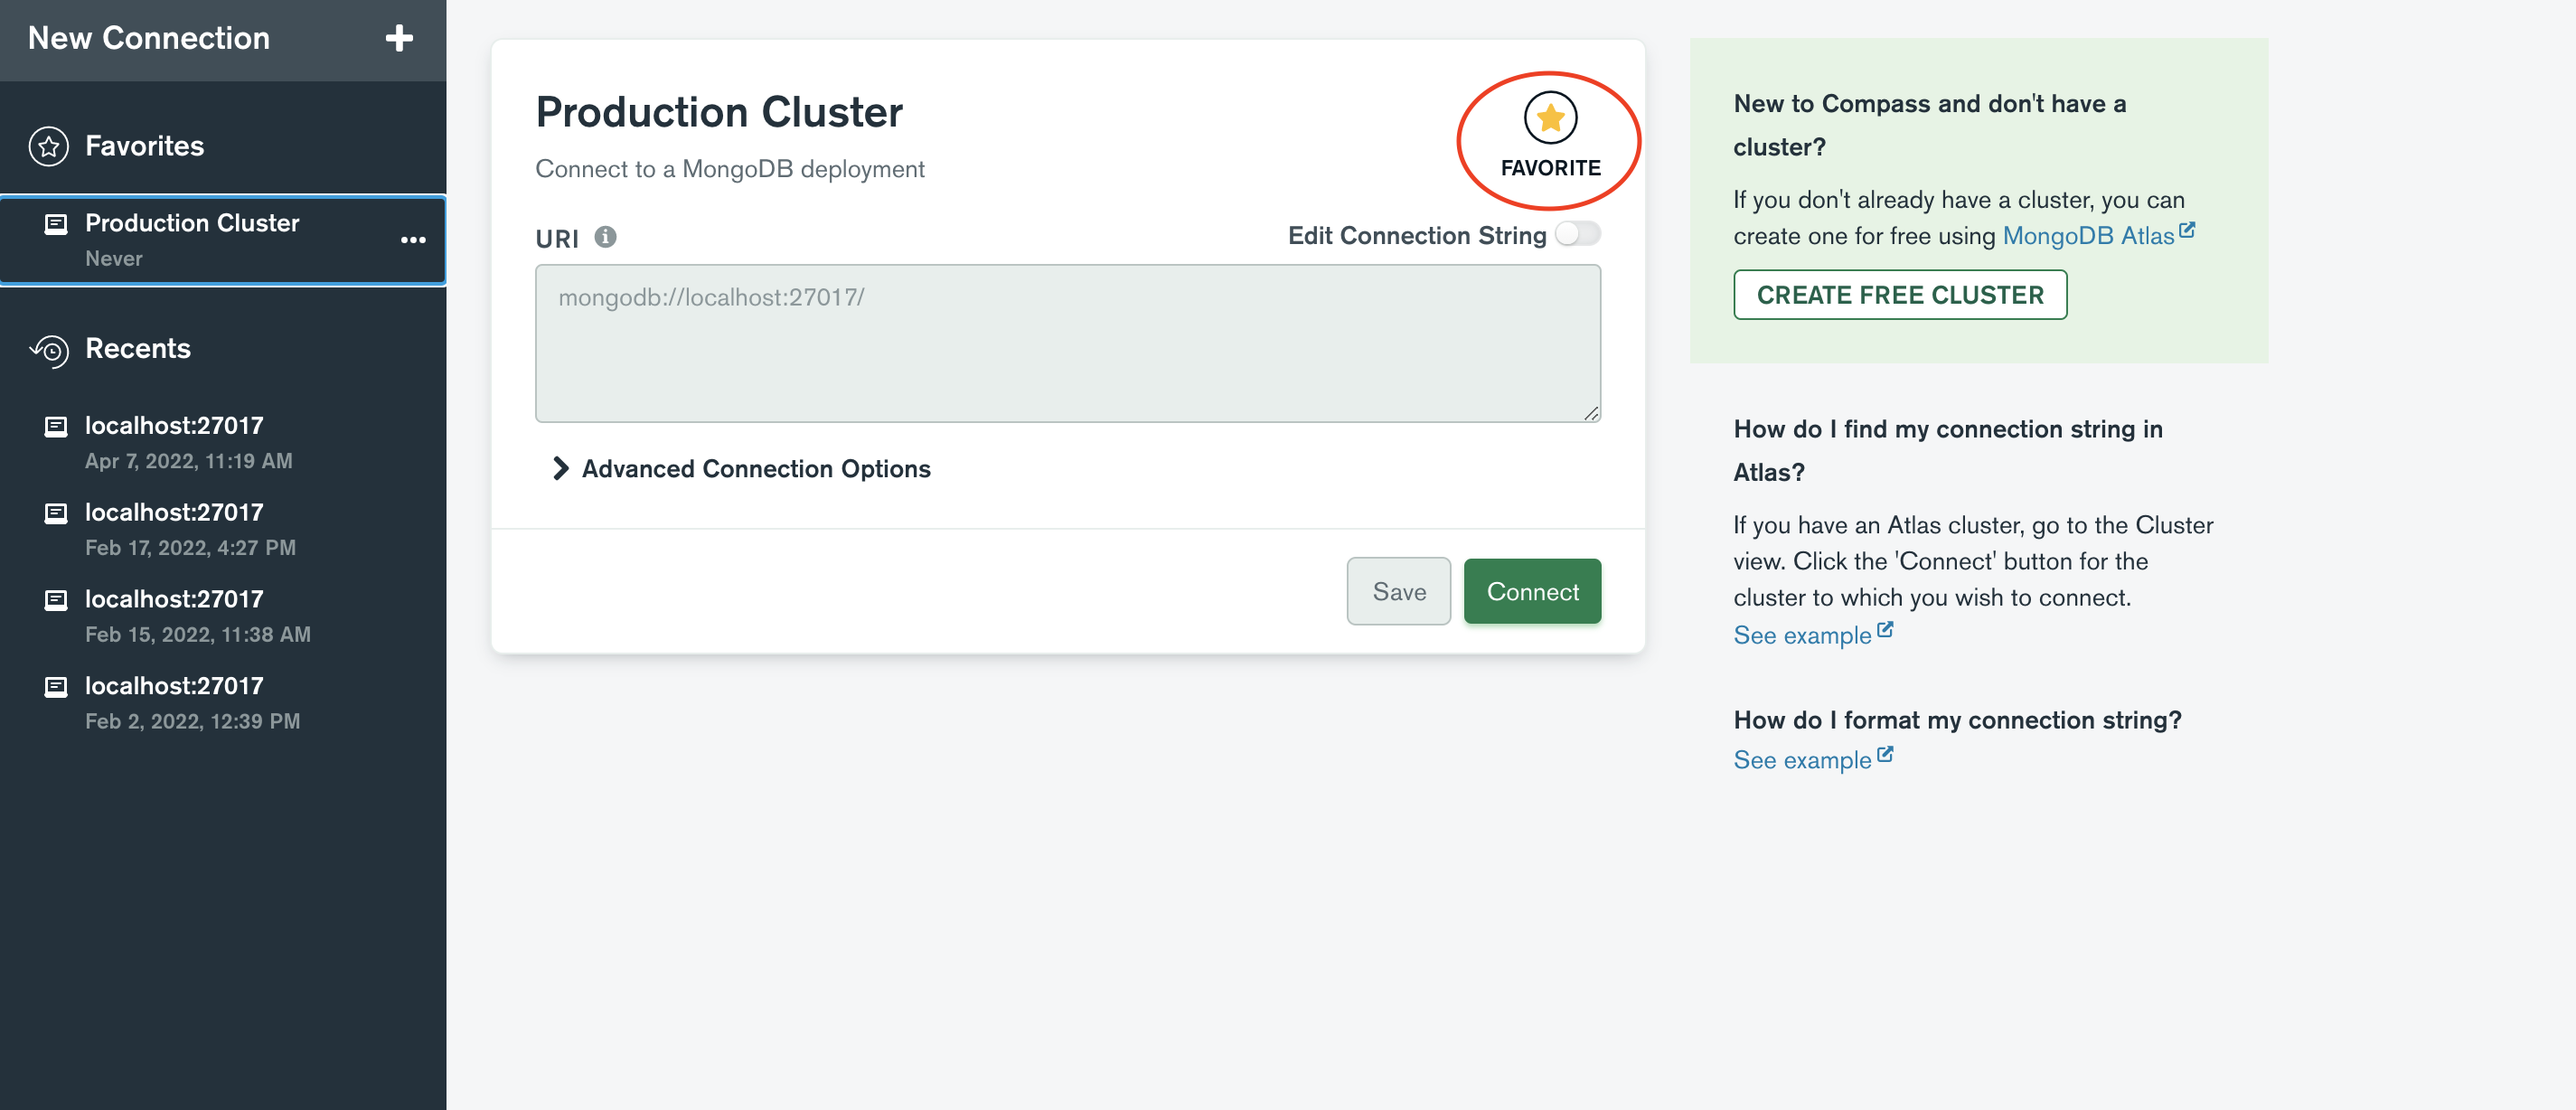 New Connection
Favorites
Production Cluster
Never
Recents
localhost:27017
Apr 7, 2022, 11:19 AM
localhost:27017
Feb 17, 2022, 4:27 PM
localhost:27017
Feb 15, 2022, 11:38 AM
localhost:27017
Feb 2, 2022, 12:39 PM
Production Cluster
Connect to a MongoDB deployment
FAVORITE
URI
Edit Connection String
mongodb://localhost:27017/
Advanced Connection Options
Save
Connect
New to Compass and don't have a
cluster?
If you don't already have a cluster, you can
create one for free using MongoDB Atlas
CREATE FREE CLUSTER
How do I find my connection string in
Atlas?
If you have an Atlas cluster, go to the Cluster
view. Click the 'Connect' button for the
cluster to which you wish to connect.
See example
How do I format my connection string?
See example